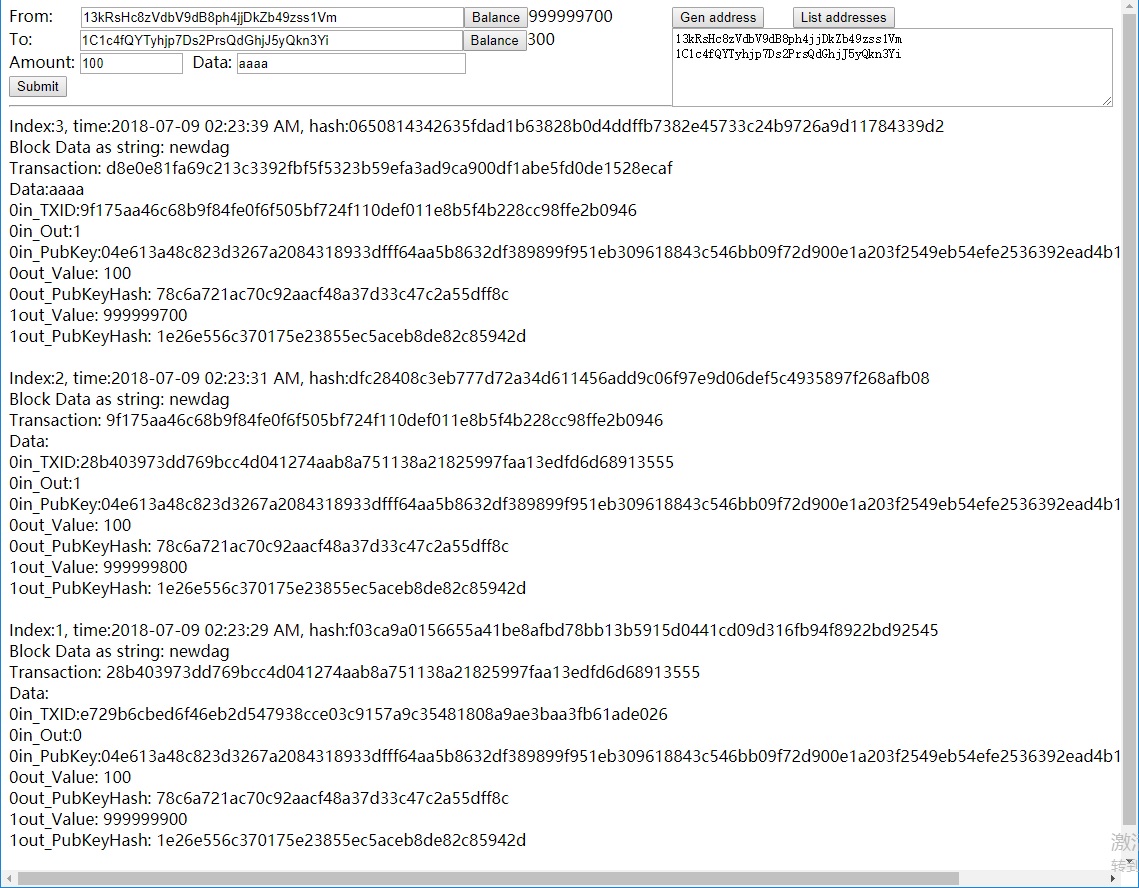 From: 13kRsHc8zVdbV9dB8ph4jjDkZb49zss1Vm Balance 999999700 Gen address List addresses
To: 1C1c4fQYTyhjp7Ds2PrsQdGhjJ5yQkn3Yi Balance 300
13kRsHc8zVdbV9dB8ph4jjDkZb49zss1Vm
1C1c4fQYTyhjp7Ds2PrsQdGhjJ5yQkn3Yi
Amount: 100 Data: aaaa
Submit
Index:3, time:2018-07-09 02:23:39 AM, hash:0650814342635fdad1b63828b0d4ddffb7382e45733c24b9726a9d11784339d2
Block Data as string: newdag
Transaction: d8e0e81fa69c213c3392fbf5f5323b59efa3ad9ca900df1abe5fd0de1528ecaf
Data:aaaa
0in_TXID:9f175aa46c68b9f84fe0f6f505bf724f110def011e8b5f4b228cc98ffe2b0946
0in_Out:1
0in_PubKey:04e613a48c823d3267a2084318933dfff64aa5b8632df389899f951eb309618843c546bb09f72d900e1a203f2549eb54efe2536392ead4b1
0out_Value: 100
0out_PubKeyHash: 78c6a721ac70c92aacf48a37d33c47c2a55dff8c
1out_Value: 999999700
1out_PubKeyHash: 1e26e556c370175e23855ec5aceb8de82c85942d
Index:2, time:2018-07-09 02:23:31 AM, hash:dfc28408c3eb777d72a34d611456add9c06f97e9d06def5c4935897f268afb08
Block Data as string: newdag
Transaction: 9f175aa46c68b9f84fe0f6f505bf724f110def011e8b5f4b228cc98ffe2b0946
Data:
0in_TXID:28b403973dd769bcc4d041274aab8a751138a21825997faa13edfd6d68913555
0in_Out:1
0in_PubKey:04e613a48c823d3267a2084318933dfff64aa5b8632df389899f951eb309618843c546bb09f72d900e1a203f2549eb54efe2536392ead4b1
0out_Value: 100
0out_PubKeyHash: 78c6a721ac70c92aacf48a37d33c47c2a55dff8c
1out_Value: 999999800
1out_PubKeyHash: 1e26e556c370175e23855ec5aceb8de82c85942d
Index:1, time:2018-07-09 02:23:29 AM, hash:f03ca9a0156655a41be8afbd78bb13b5915d0441cd09d316fb94f8922bd92545
Block Data as string: newdag
Transaction: 28b403973dd769bcc4d041274aab8a751138a21825997faa13edfd6d68913555
Data:
0in_TXID:e729b6cbed6f46eb2d547938cce03c9157a9c35481808a9ae3baa3fb61ade026
0in_Out:0
0in_PubKey:04e613a48c823d3267a2084318933dfff64aa5b8632df389899f951eb309618843c546bb09f72d900e1a203f2549eb54efe2536392ead4b1
0out_Value: 100
0out_PubKeyHash: 78c6a721ac70c92aacf48a37d33c47c2a55dff8c
1out_Value: 999999900
1out_PubKeyHash: 1e26e556c370175e23855ec5aceb8de82c85942d
激
转到